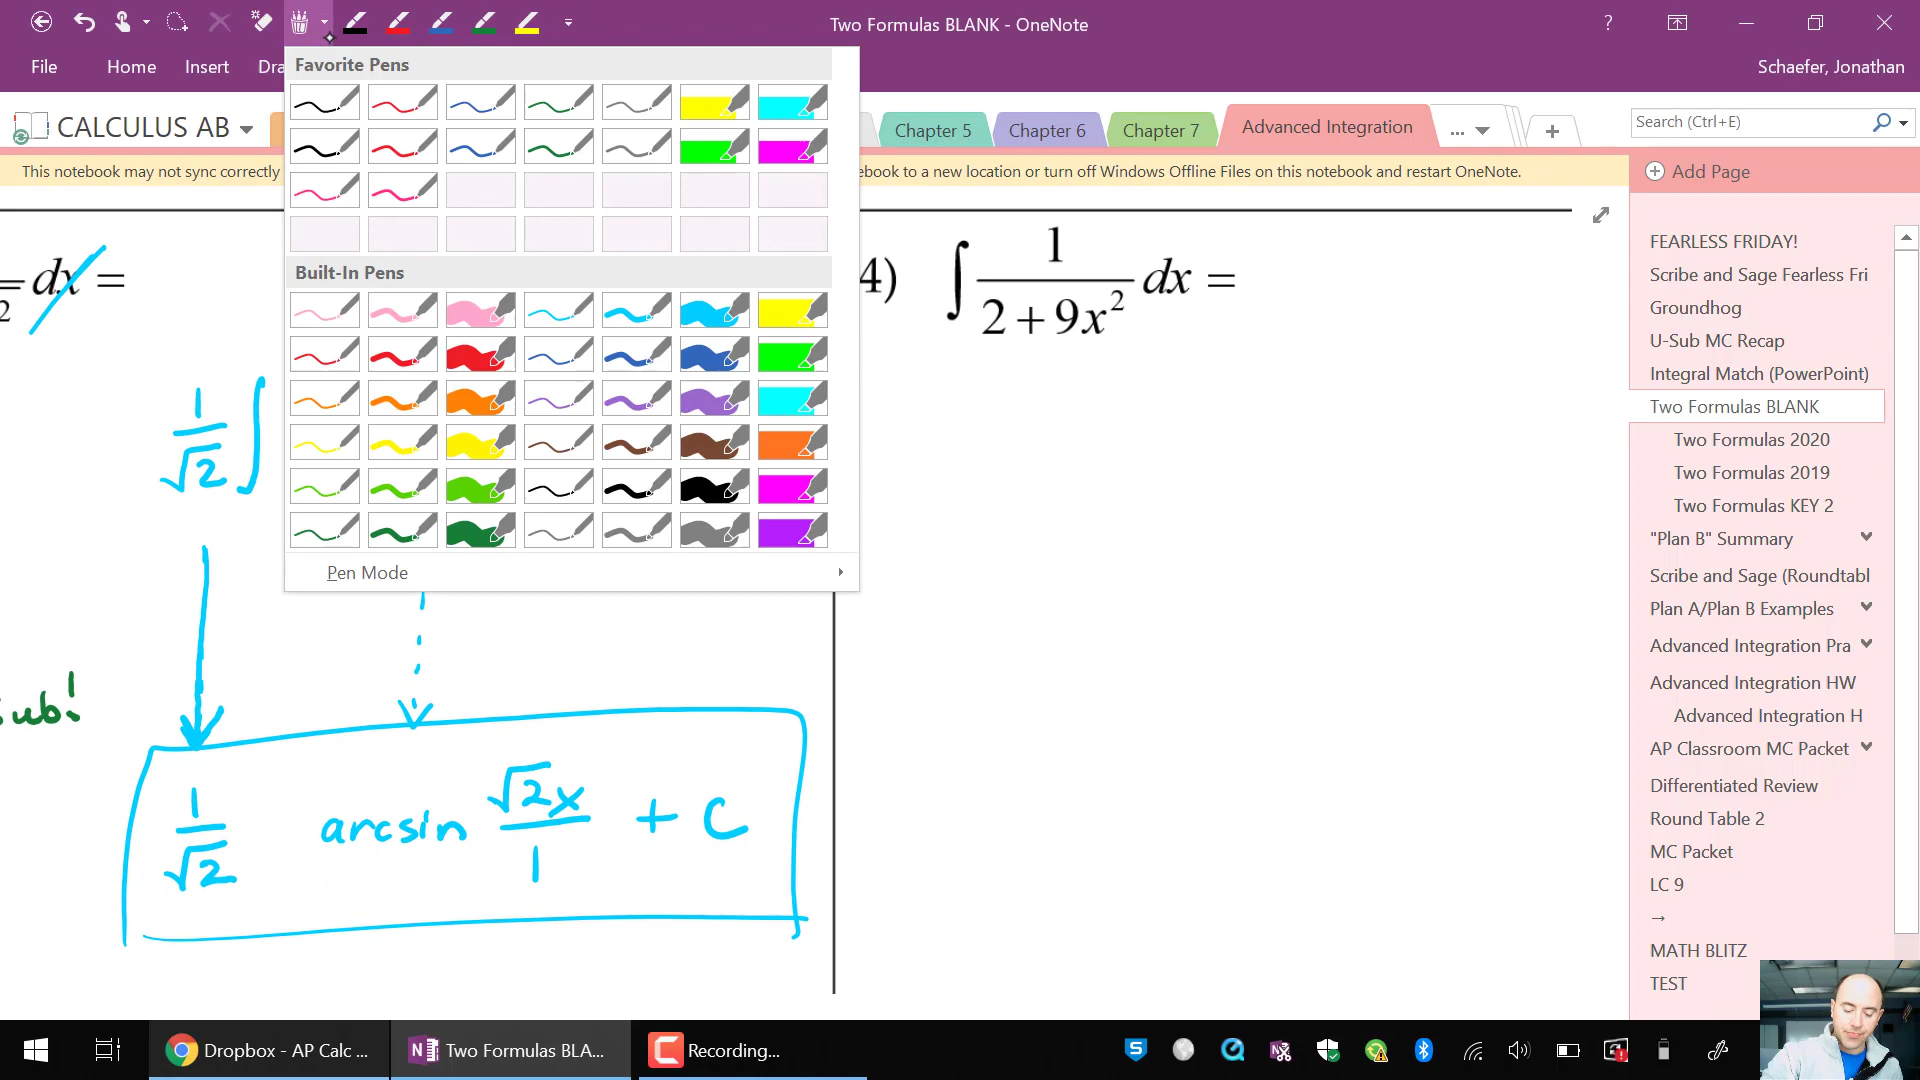 Two Formulas BLANK - OneNote
?
File
Home
Insert
Dra
Schaefer, Jonathan
Favorite Pens
CALCULUS AB
Chapter 5
Chapter 6
Chapter 7
Advanced Integration
...
Search (Ctrl+E)
This notebook may not sync correctly
ebook to a new location or turn off Windows Offline Files on this notebook and restart OneNote.
Add Page
Built-In Pens
Pen Mode
2 dx =
4) ∫ 1/(2+9x²) dx =
1/√2 ∫
sub!
1/√2 arcsin √2x/1 + C
FEARLESS FRIDAY!
Scribe and Sage Fearless Fri
Groundhog
U-Sub MC Recap
Integral Match (PowerPoint)
Two Formulas BLANK
Two Formulas 2020
Two Formulas 2019
Two Formulas KEY 2
"Plan B" Summary
Scribe and Sage (Roundtabl
Plan A/Plan B Examples
Advanced Integration Pra
Advanced Integration HW
Advanced Integration H
AP Classroom MC Packet
Differentiated Review
Round Table 2
MC Packet
LC 9
→
MATH BLITZ
TEST
Dropbox - AP Calc ...
Two Formulas BLA...
Recording...